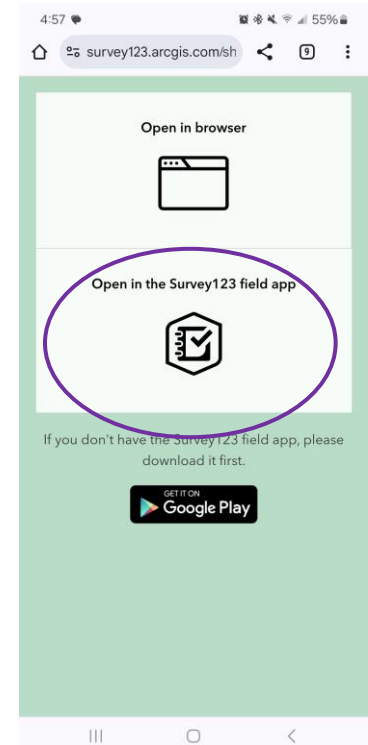 4:57 55%
survey123.arcgis.com/sh 9
Open in browser
Open in the Survey123 field app
If you don't have the Survey123 field app, please
download it first.
GET IT ON
Google Play